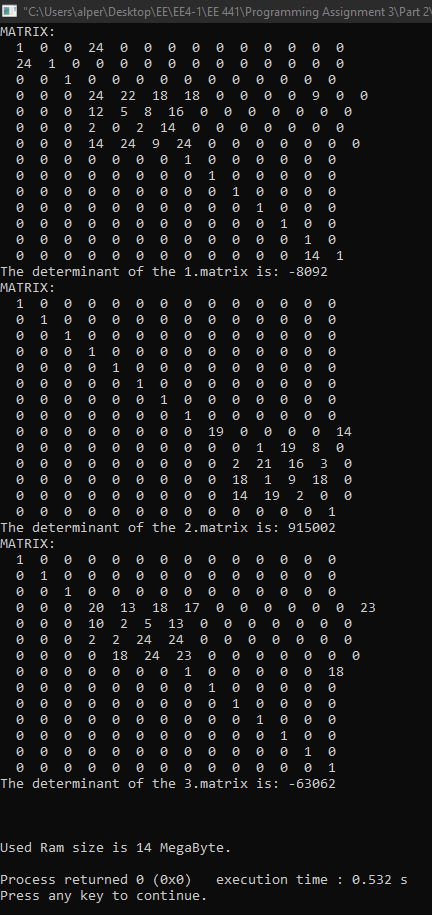 "C:\Users\alper\Desktop\EE\EE4-1\EE 441\Programming Assignment 3\Part 2\
MATRIX:
1 0 0 24 0 0 0 0 0 0 0 0 0 0
24 1 0 0 0 0 0 0 0 0 0 0 0 0
0 0 1 0 0 0 0 0 0 0 0 0 0 0
0 0 0 24 22 18 18 0 0 0 0 9 0 0
0 0 0 12 5 8 16 0 0 0 0 0 0 0
0 0 0 2 0 2 14 0 0 0 0 0 0 0
0 0 0 14 24 9 24 0 0 0 0 0 0 0
0 0 0 0 0 0 0 1 0 0 0 0 0 0
0 0 0 0 0 0 0 0 1 0 0 0 0 0
0 0 0 0 0 0 0 0 0 1 0 0 0 0
0 0 0 0 0 0 0 0 0 0 1 0 0 0
0 0 0 0 0 0 0 0 0 0 0 1 0 0
0 0 0 0 0 0 0 0 0 0 0 0 1 0
0 0 0 0 0 0 0 0 0 0 0 0 14 1
The determinant of the 1.matrix is: -8092
MATRIX:
1 0 0 0 0 0 0 0 0 0 0 0 0 0
0 1 0 0 0 0 0 0 0 0 0 0 0 0
0 0 1 0 0 0 0 0 0 0 0 0 0 0
0 0 0 1 0 0 0 0 0 0 0 0 0 0
0 0 0 0 1 0 0 0 0 0 0 0 0 0
0 0 0 0 0 1 0 0 0 0 0 0 0 0
0 0 0 0 0 0 1 0 0 0 0 0 0 0
0 0 0 0 0 0 0 1 0 0 0 0 0 0
0 0 0 0 0 0 0 0 19 0 0 0 0 14
0 0 0 0 0 0 0 0 0 0 1 19 8 0
0 0 0 0 0 0 0 0 0 2 21 16 3 0
0 0 0 0 0 0 0 0 0 18 1 9 18 0
0 0 0 0 0 0 0 0 0 14 19 2 0 0
0 0 0 0 0 0 0 0 0 0 0 0 0 1
The determinant of the 2.matrix is: 915002
MATRIX:
1 0 0 0 0 0 0 0 0 0 0 0 0 0
0 1 0 0 0 0 0 0 0 0 0 0 0 0
0 0 1 0 0 0 0 0 0 0 0 0 0 0
0 0 0 20 13 18 17 0 0 0 0 0 0 23
0 0 0 10 2 5 13 0 0 0 0 0 0 0
0 0 0 2 2 24 24 0 0 0 0 0 0 0
0 0 0 0 18 24 23 0 0 0 0 0 0 0
0 0 0 0 0 0 0 1 0 0 0 0 0 18
0 0 0 0 0 0 0 0 1 0 0 0 0 0
0 0 0 0 0 0 0 0 0 1 0 0 0 0
0 0 0 0 0 0 0 0 0 0 1 0 0 0
0 0 0 0 0 0 0 0 0 0 0 1 0 0
0 0 0 0 0 0 0 0 0 0 0 0 1 0
0 0 0 0 0 0 0 0 0 0 0 0 0 1
The determinant of the 3.matrix is: -63062
Used Ram size is 14 MegaByte.
Process returned 0 (0x0)   execution time : 0.532 s
Press any key to continue.